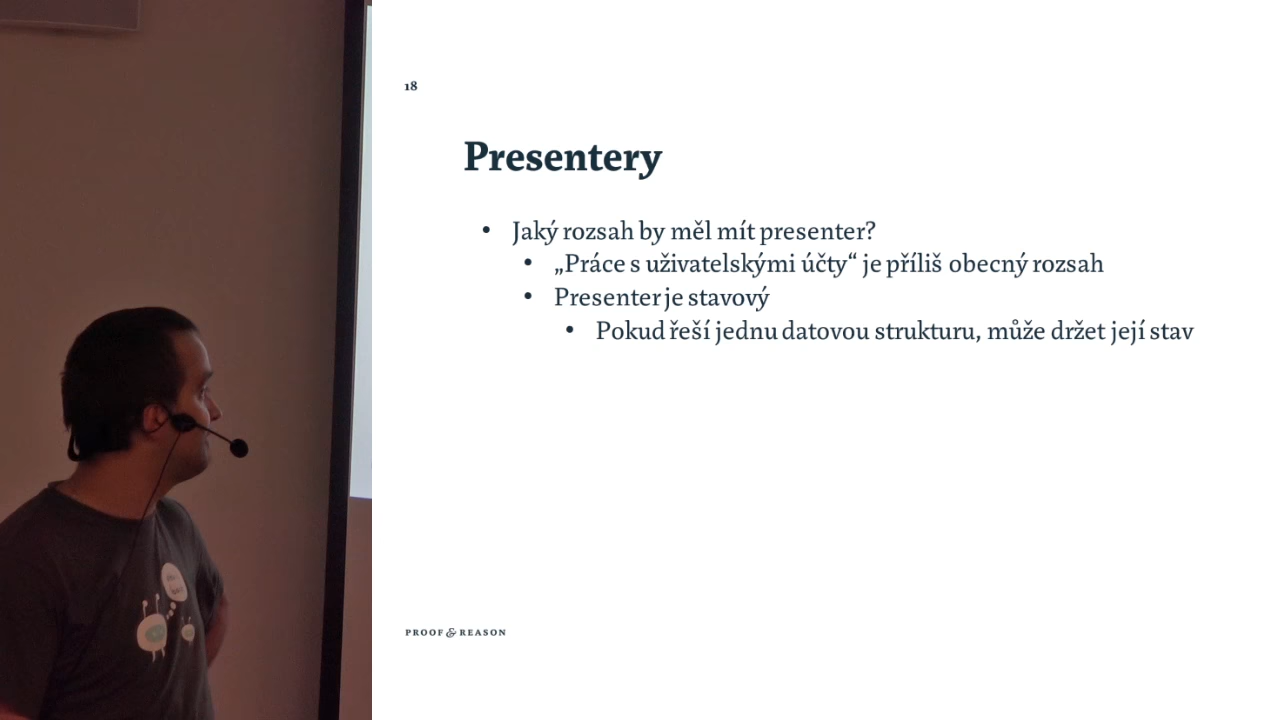 18
Presentery
• Jaký rozsah by měl mít presenter?
• „Práce s uživatelskými účty“ je příliš obecný rozsah
• Presenter je stavový
• Pokud řeší jednu datovou strukturu, může držet její stav
PROOF & REASON